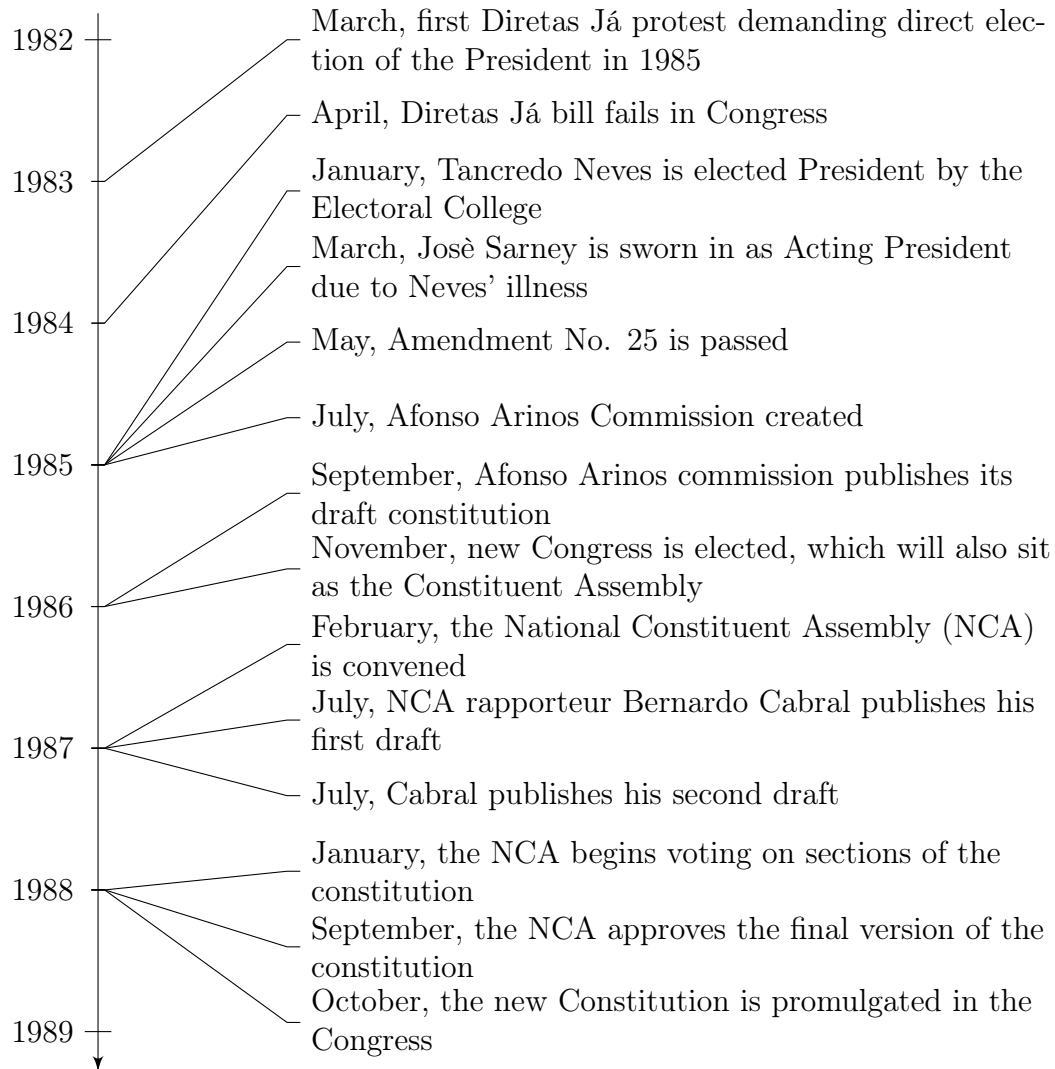 1982
March, first Diretas Já protest demanding direct elec-
tion of the President in 1985
April, Diretas Já bill fails in Congress
1983
January, Tancredo Neves is elected President by the
Electoral College
March, Josè Sarney is sworn in as Acting President
due to Neves' illness
1984
May, Amendment No. 25 is passed
July, Afonso Arinos Commission created
1985
September, Afonso Arinos commission publishes its
draft constitution
November, new Congress is elected, which will also sit
as the Constituent Assembly
1986
February, the National Constituent Assembly (NCA)
is convened
July, NCA rapporteur Bernardo Cabral publishes his
first draft
1987
July, Cabral publishes his second draft
January, the NCA begins voting on sections of the
constitution
1988
September, the NCA approves the final version of the
constitution
October, the new Constitution is promulgated in the
Congress
1989